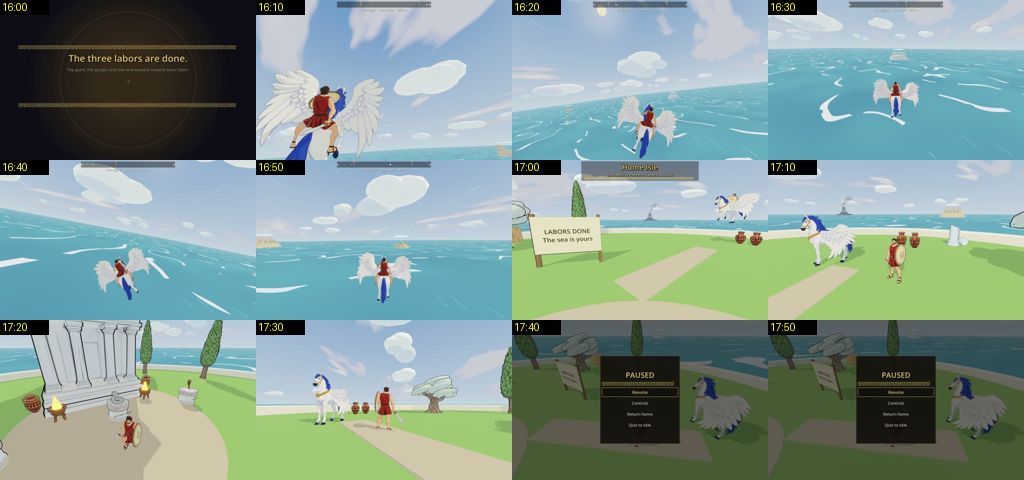 16:00
The three labors are done.
The giant, the gorgon and the nine-headed serpent have fallen.
16:10
16:20
16:30
16:40
16:50
17:00
Home Isle
LABORS DONE
The sea is yours
17:10
17:20
17:30
17:40
PAUSED
Resume
Controls
Return home
Quit to title
17:50
PAUSED
Resume
Controls
Return home
Quit to title